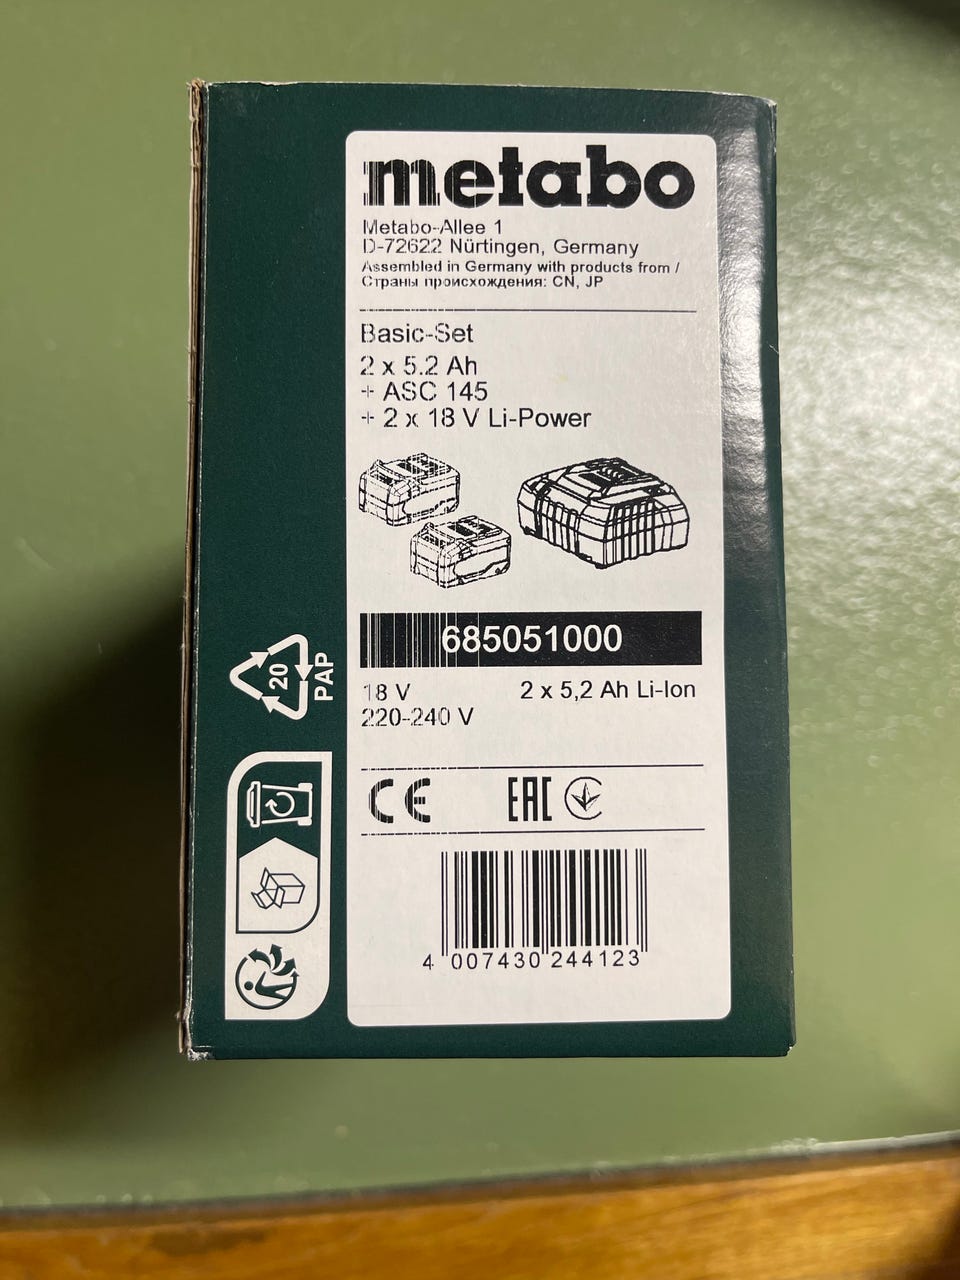 metabo
Metabo-Allee 1
D-72622 Nürtingen, Germany
Assembled in Germany with products from /
Страны происхождения: CN, JP
Basic-Set
2 x 5.2 Ah
+ ASC 145
+ 2 x 18 V Li-Power
685051000
18 V 2 x 5,2 Ah Li-Ion
220-240 V
20
PAP
CE EAC
4 007430 244123